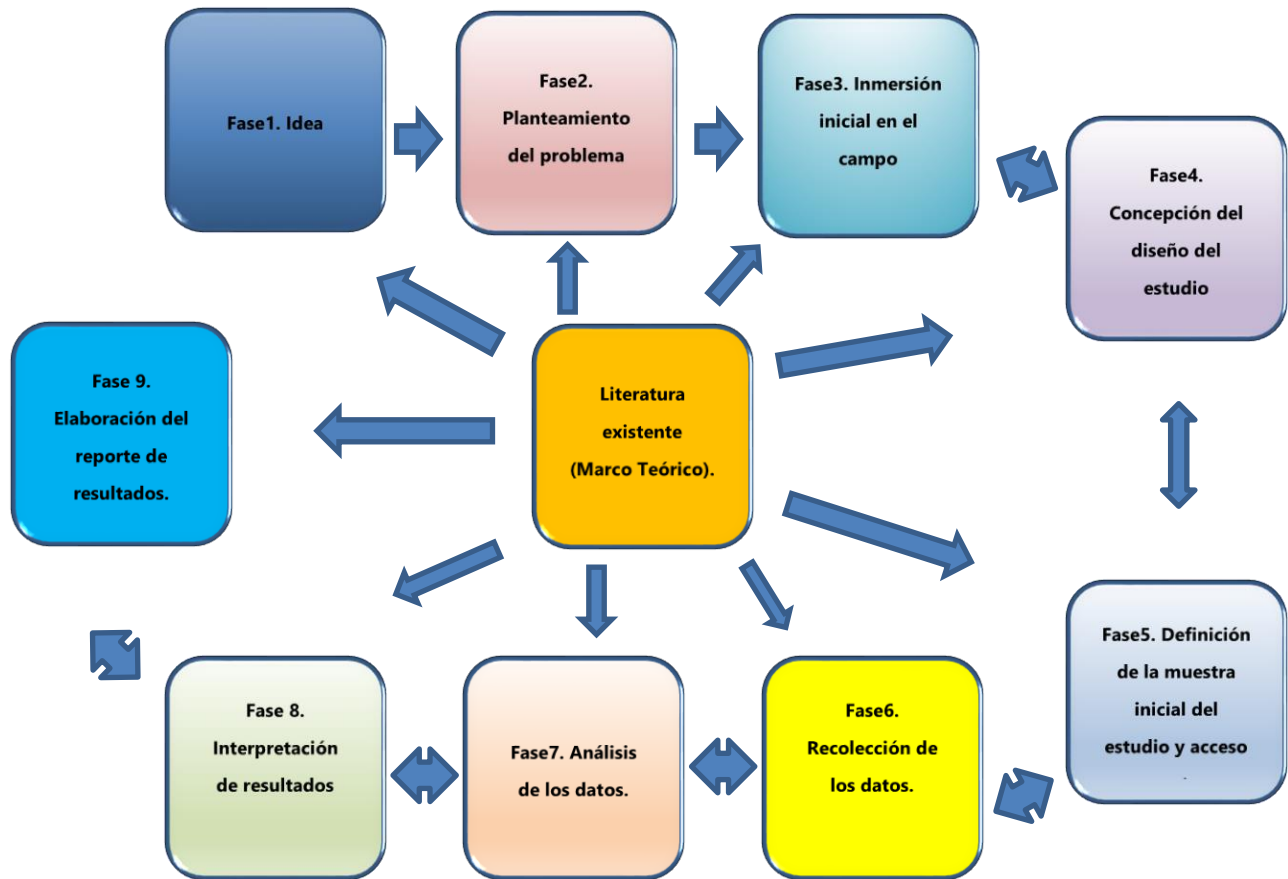 Fase1. Idea
Fase2.
Planteamiento
del problema
Fase3. Inmersión
inicial en el
campo
Fase4.
Concepción del
diseño del
estudio
Literatura
existente
(Marco Teórico).
Fase 9.
Elaboración del
reporte de
resultados.
Fase5. Definición
de la muestra
inicial del
estudio y acceso
.
Fase 8.
Interpretación
de resultados
Fase7. Análisis
de los datos.
Fase6.
Recolección de
los datos.